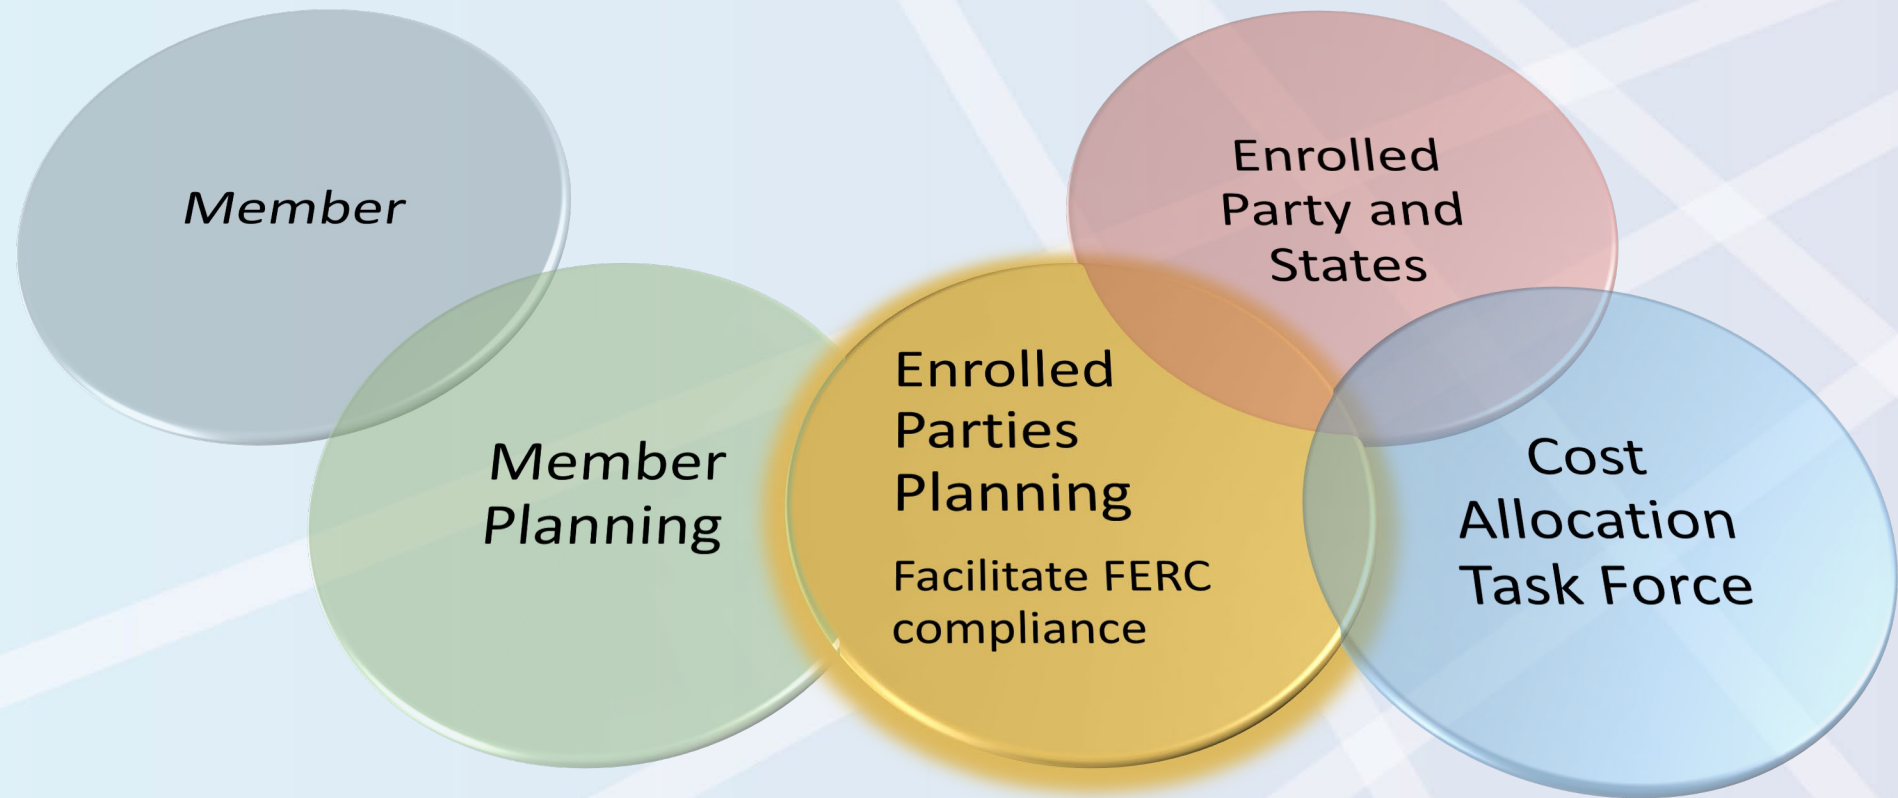 Member
Member
Planning
Enrolled
Parties
Planning
Facilitate FERC
compliance
Enrolled
Party and
States
Cost
Allocation
Task Force